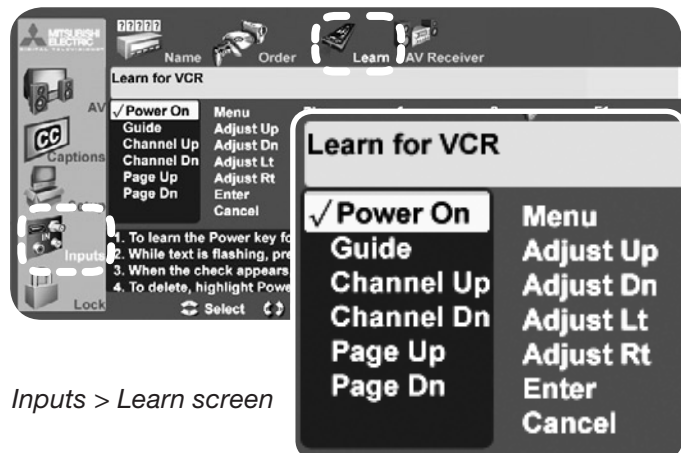 MITSUBISHI
ELECTRIC
DIGITAL TELEVISION
?????
Name
Order
Learn
AV Receiver
Learn for VCR
AV
CC
Captions
IN
Inputs
Lock
√ Power On
Guide
Channel Up
Channel Dn
Page Up
Page Dn
Menu
Adjust Up
Adjust Dn
Adjust Lt
Adjust Rt
Enter
Cancel
1. To learn the Power key fo
2. While text is flashing, pre
3. When the check appears
4. To delete, highlight Powe
Select
Learn for VCR
√ Power On
Guide
Channel Up
Channel Dn
Page Up
Page Dn
Menu
Adjust Up
Adjust Dn
Adjust Lt
Adjust Rt
Enter
Cancel
Inputs > Learn screen